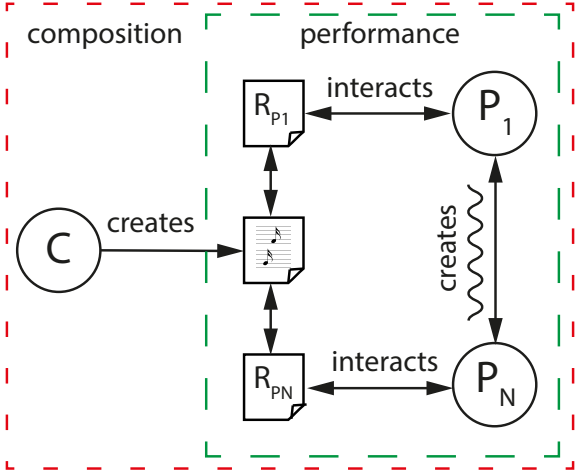 composition
performance
R_P1
interacts
P_1
C
creates
creates
R_PN
interacts
P_N